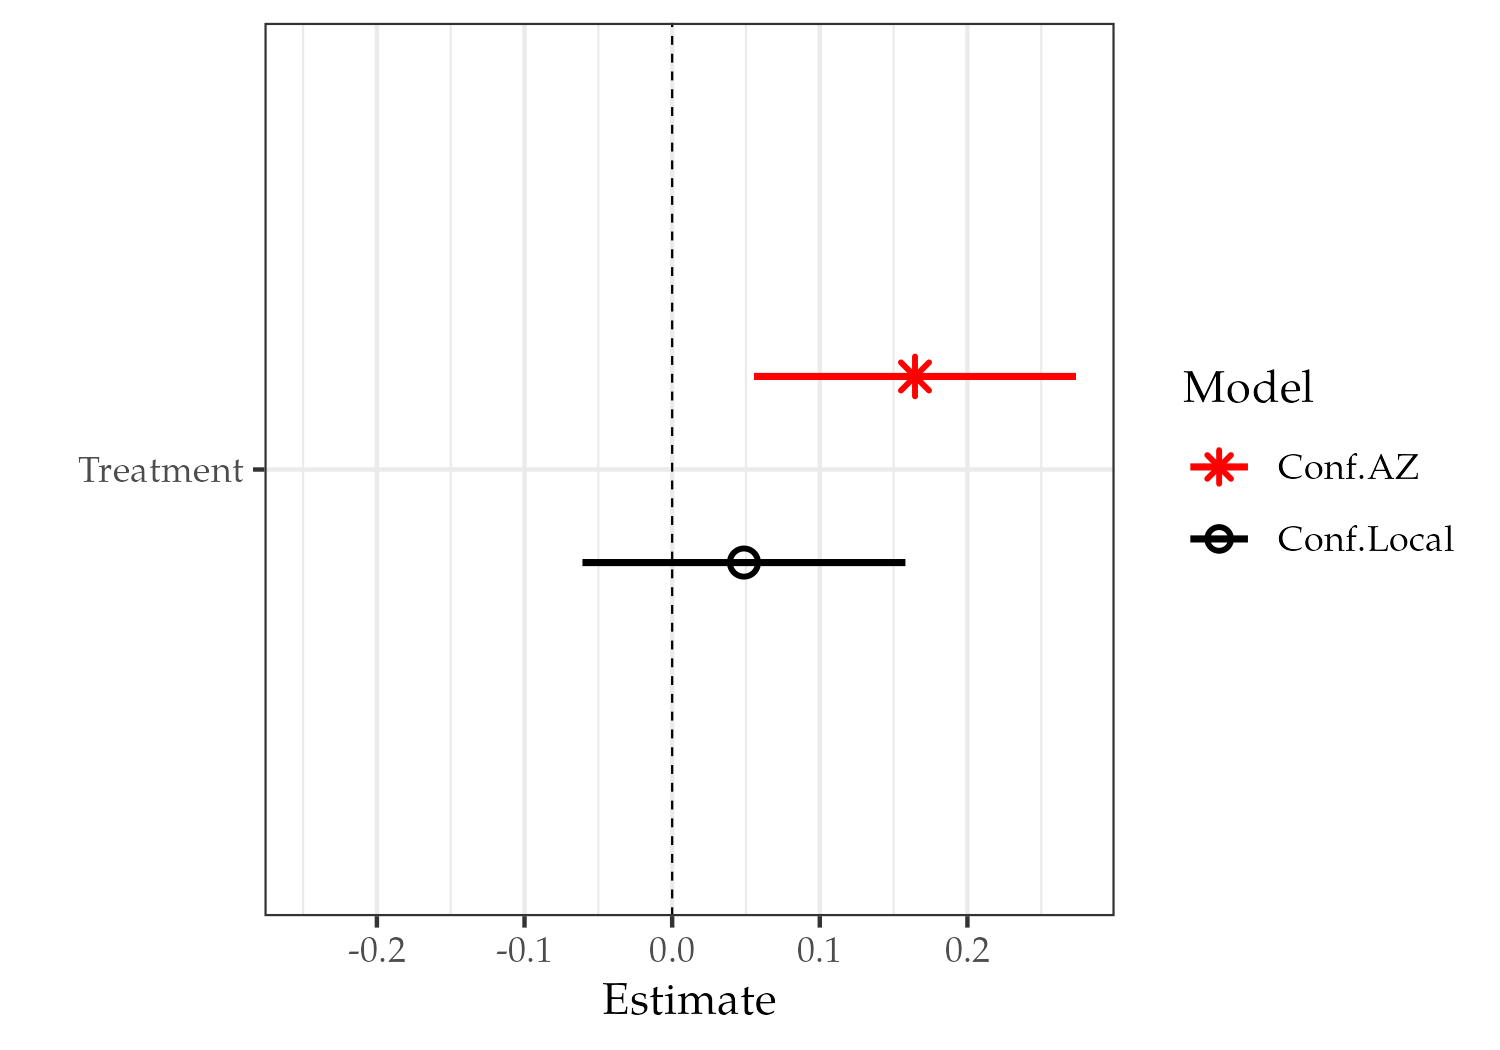 Treatment
-0.2
-0.1
0.0
0.1
0.2
Estimate
Model
Conf.AZ
Conf.Local